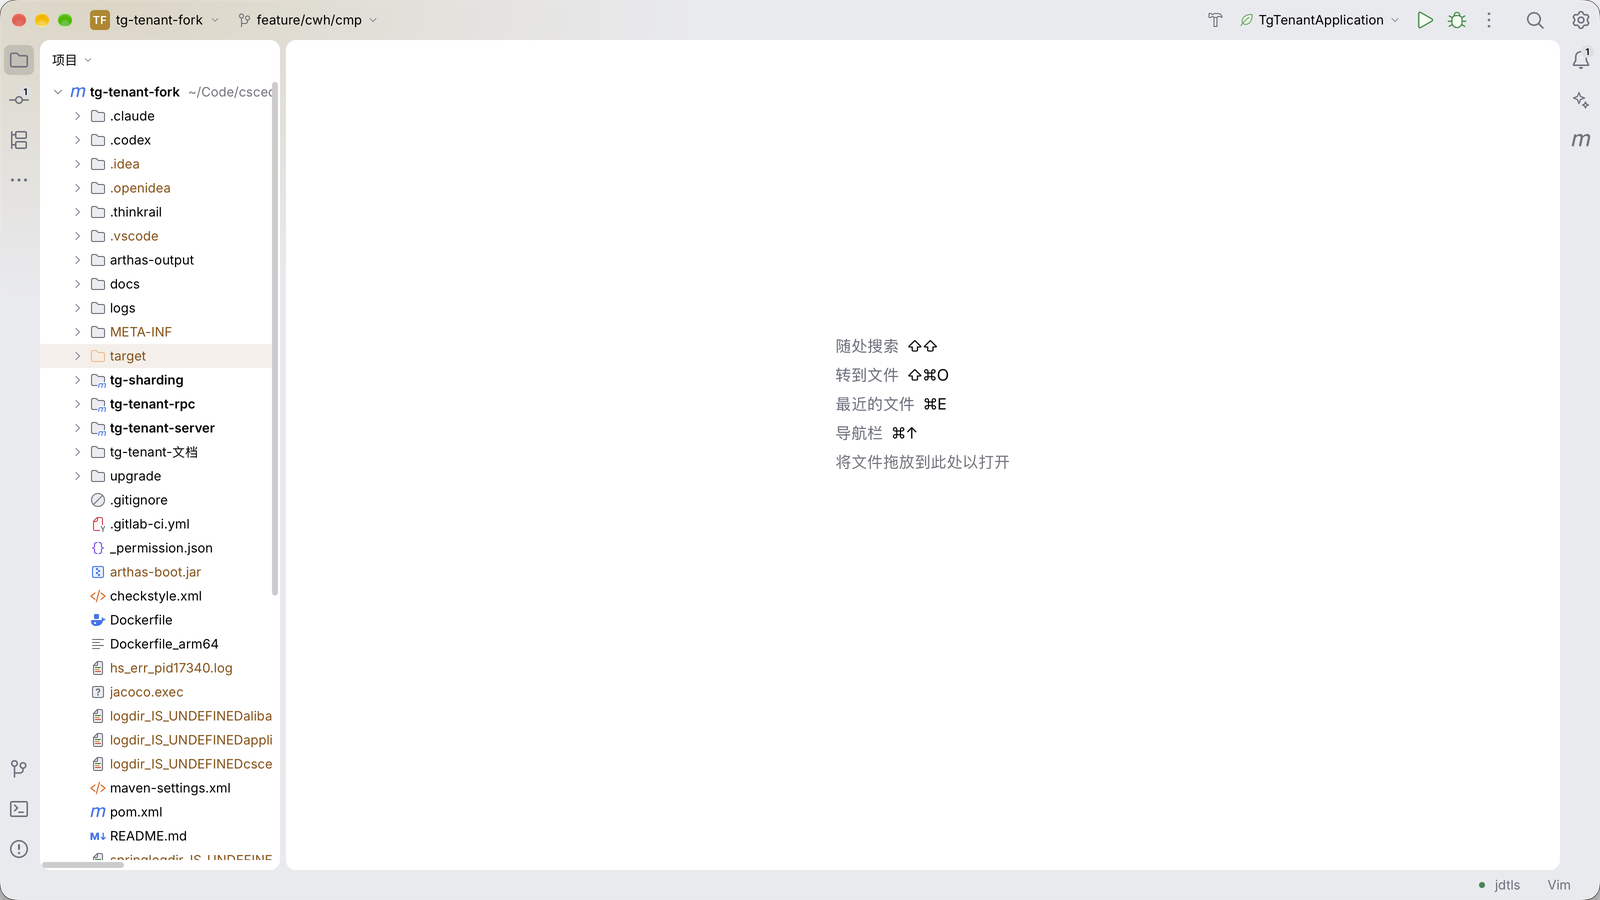 TF tg-tenant-fork feature/cwh/cmp TgTenantApplication
项目
1
1
m tg-tenant-fork ~/Code/csced
.claude
.codex
.idea
.openidea
.thinkrail
.vscode
arthas-output
docs
logs
META-INF
target
tg-sharding
tg-tenant-rpc
tg-tenant-server
tg-tenant-文档
upgrade
.gitignore
.gitlab-ci.yml
_permission.json
arthas-boot.jar
checkstyle.xml
Dockerfile
Dockerfile_arm64
hs_err_pid17340.log
jacoco.exec
logdir_IS_UNDEFINEDaliba
logdir_IS_UNDEFINEDappli
logdir_IS_UNDEFINEDcsce
maven-settings.xml
m pom.xml
M↓ README.md
springlogdir_IS_UNDEFINE
随处搜索 ⇧⇧
转到文件 ⇧⌘O
最近的文件 ⌘E
导航栏 ⌘↑
将文件拖放到此处以打开
m
jdtls Vim